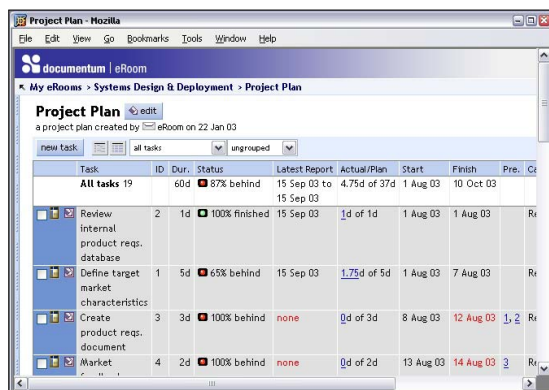 Project Plan - Mozilla
File Edit View Go Bookmarks Tools Window Help
documentum | eRoom
My eRooms > Systems Design & Deployment > Project Plan
Project Plan edit
a project plan created by eRoom on 22 Jan 03
new task all tasks ungrouped
Task ID Dur. Status Latest Report Actual/Plan Start Finish Pre. Ca
All tasks 19 60d 87% behind 15 Sep 03 to 4.75d of 37d 1 Aug 03 10 Oct 03
15 Sep 03
Review 2 1d 100% finished 15 Sep 03 1d of 1d 1 Aug 03 1 Aug 03 Re
internal
product reqs.
database
Define target 1 5d 65% behind 15 Sep 03 1.75d of 5d 1 Aug 03 7 Aug 03 Re
market
characteristics
Create 3 3d 100% behind none 0d of 3d 8 Aug 03 12 Aug 03 1, 2 Re
product reqs.
document
Market 4 2d 100% behind none 0d of 2d 13 Aug 03 14 Aug 03 3 Re